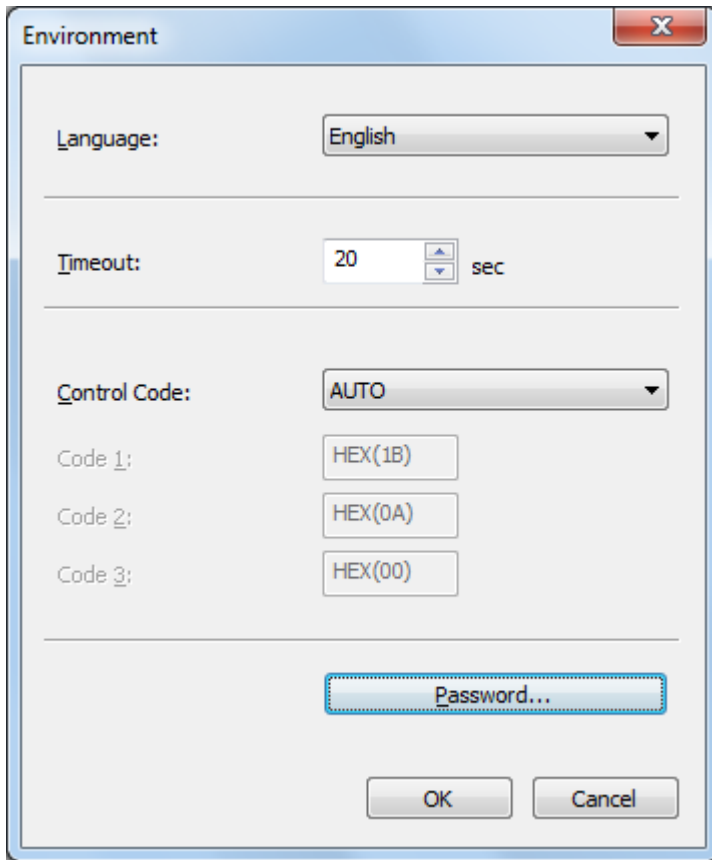 Environment
Language: English
Timeout: 20 sec
Control Code: AUTO
Code 1: HEX(1B)
Code 2: HEX(0A)
Code 3: HEX(00)
Password...
OK Cancel